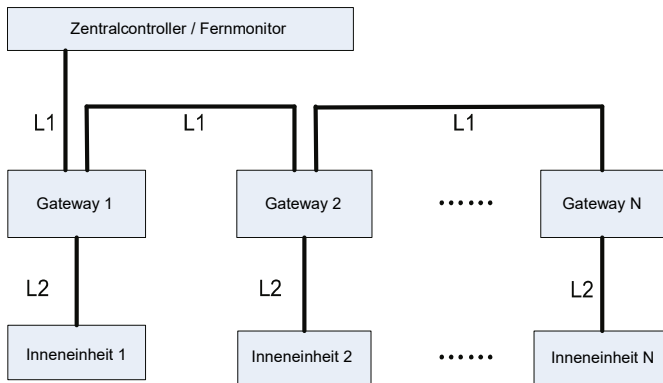 Zentralcontroller / Fernmonitor
L1
L1
L1
Gateway 1
Gateway 2
......
Gateway N
L2
L2
L2
Inneneinheit 1
Inneneinheit 2
......
Inneneinheit N